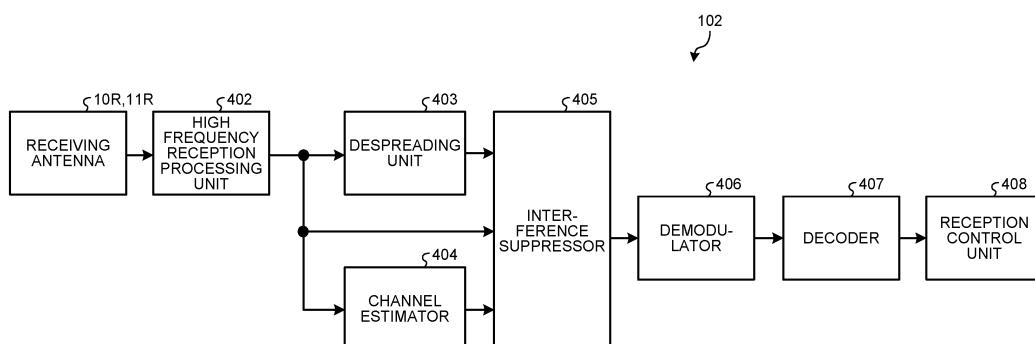 102
10R,11R
RECEIVING
ANTENNA
402
HIGH
FREQUENCY
RECEPTION
PROCESSING
UNIT
403
DESPREADING
UNIT
404
CHANNEL
ESTIMATOR
405
INTER-
FERENCE
SUPPRESSOR
406
DEMODU-
LATOR
407
DECODER
408
RECEPTION
CONTROL
UNIT